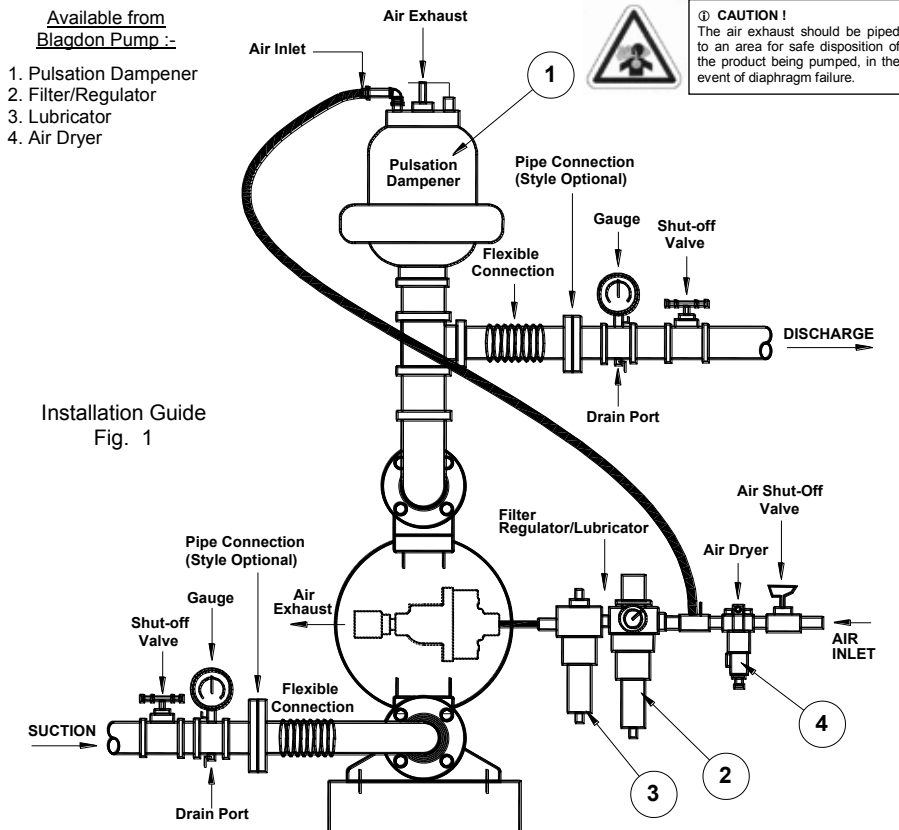 Available from
Blagdon Pump :-
1. Pulsation Dampener
2. Filter/Regulator
3. Lubricator
4. Air Dryer
Air Exhaust
Air Inlet
1
ⓘ CAUTION !
The air exhaust should be piped
to an area for safe disposition of
the product being pumped, in the
event of diaphragm failure.
Pulsation
Dampener
Pipe Connection
(Style Optional)
Gauge
Shut-off
Valve
Flexible
Connection
DISCHARGE
Drain Port
Installation Guide
Fig. 1
Filter
Regulator/Lubricator
Air Shut-Off
Valve
Air Dryer
Pipe Connection
(Style Optional)
Air
Exhaust
Gauge
Shut-off
Valve
AIR
INLET
Flexible
Connection
SUCTION
4
2
3
Drain Port